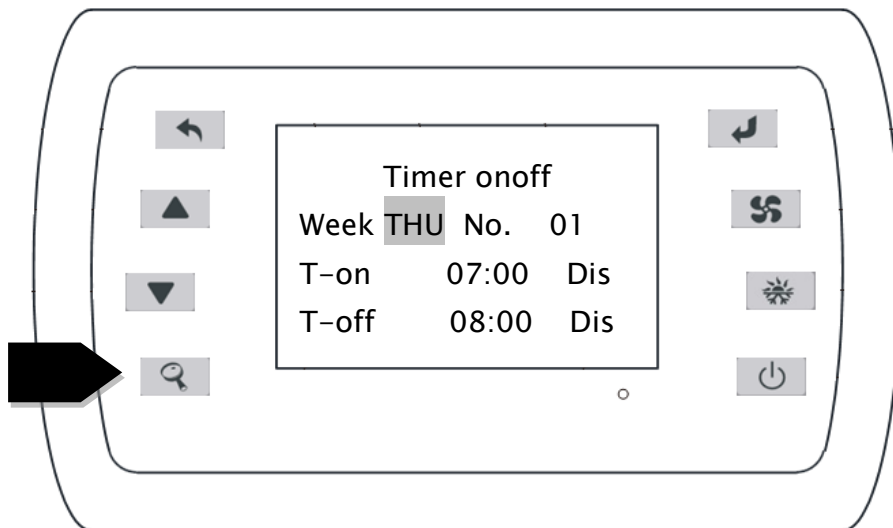 Timer onoff
Week THU No. 01
T-on 07:00 Dis
T-off 08:00 Dis